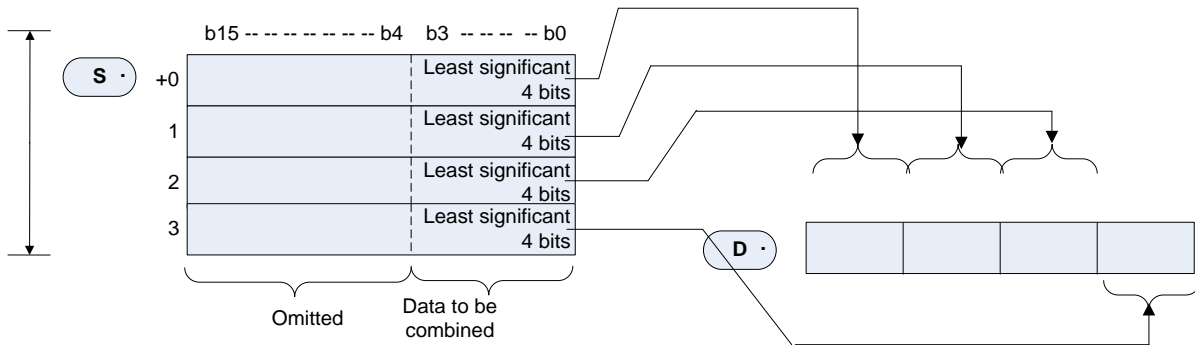 b15 -- -- -- -- -- -- -- b4 b3 -- -- -- -- b0
S · +0 Least significant
4 bits
1 Least significant
4 bits
2 Least significant
4 bits
3 Least significant
4 bits
D ·
Omitted
Data to be
combined